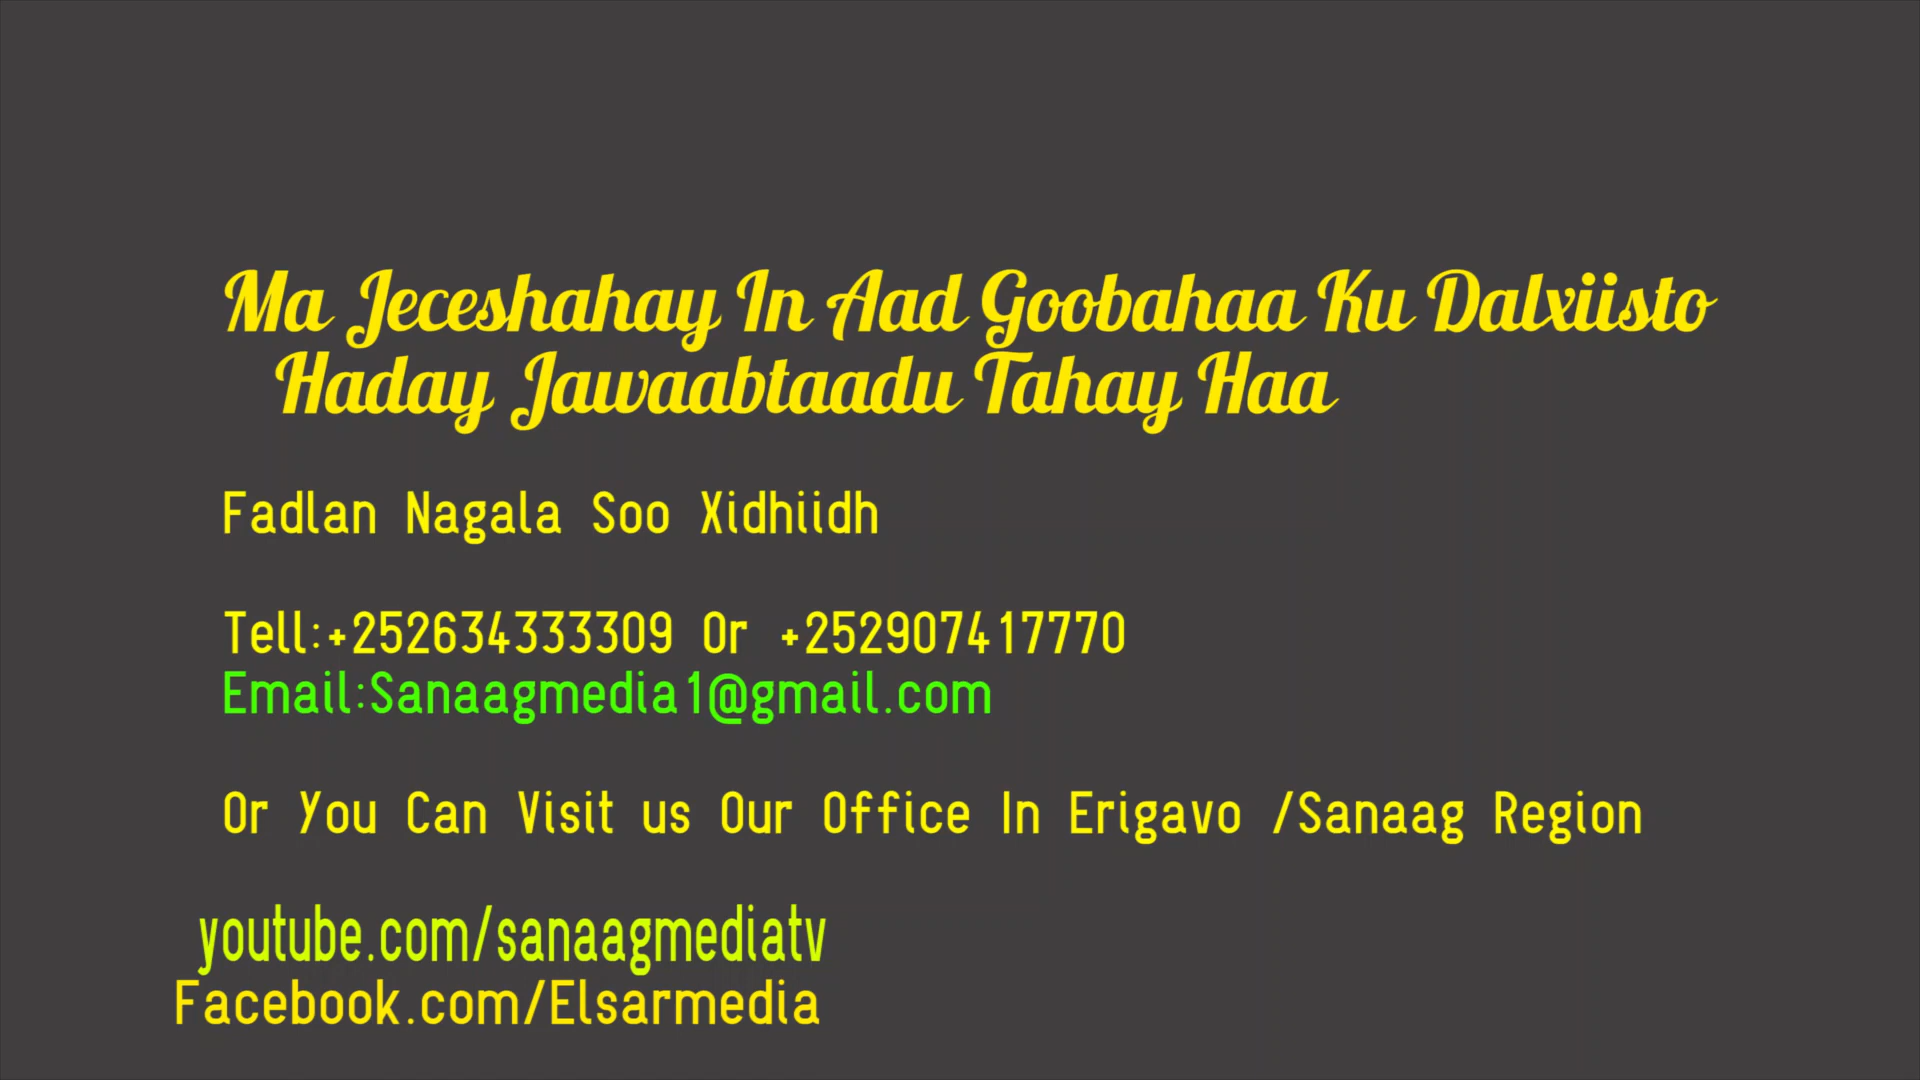 Ma Jeceshahay In Aad Goobahaa Ku Dalxiisto
Haday Jawaabtaadu Tahay Haa
Fadlan Nagala Soo Xidhiidh
Tell:+252634333309 Or +252907417770
Email:Sanaagmedia1@gmail.com
Or You Can Visit us Our Office In Erigavo /Sanaag Region
youtube.com/sanaagmediatv
Facebook.com/Elsarmedia